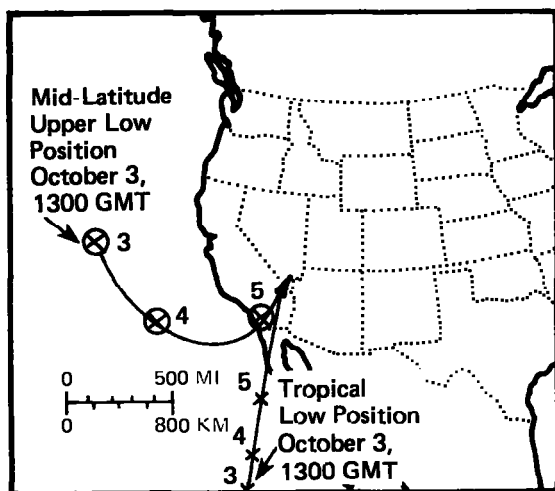 Mid-Latitude
Upper Low
Position
October 3,
1300 GMT
3
4
5
0 500 MI
0 800 KM
5
4
3
Tropical
Low Position
October 3,
1300 GMT